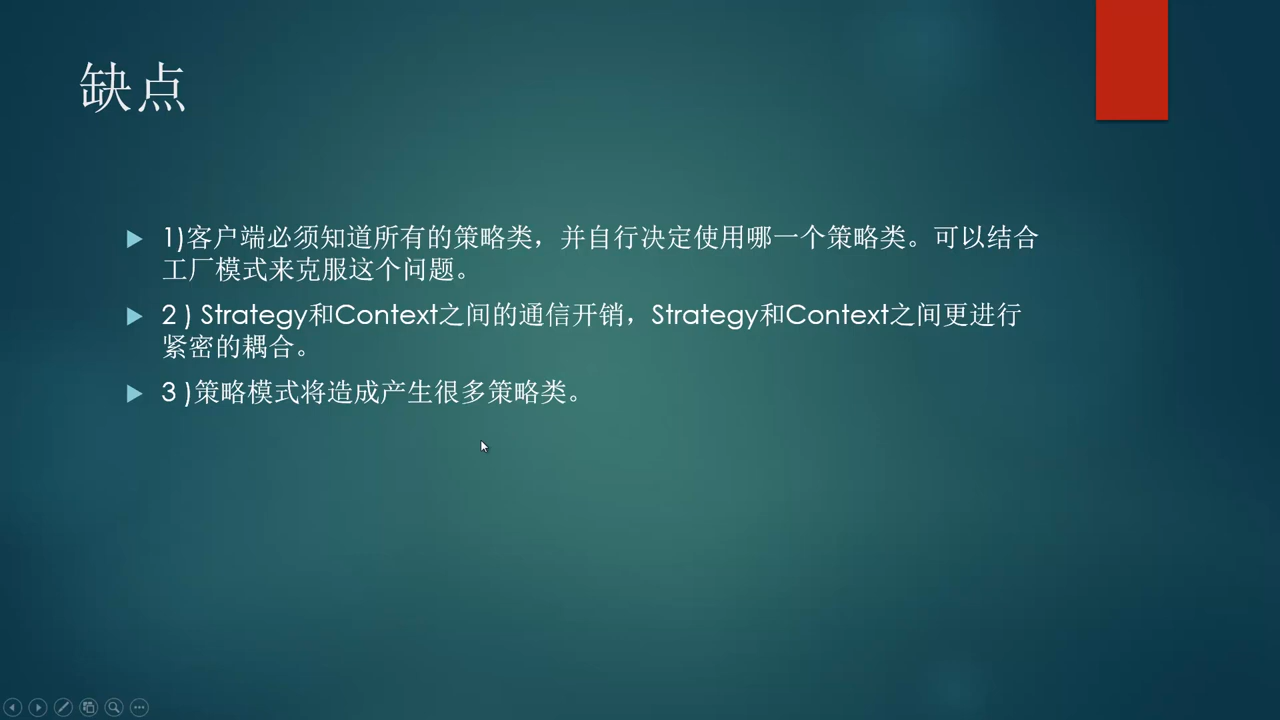 缺点
1)客户端必须知道所有的策略类，并自行决定使用哪一个策略类。可以结合
工厂模式来克服这个问题。
2 ) Strategy和Context之间的通信开销，Strategy和Context之间更进行
紧密的耦合。
3 )策略模式将造成产生很多策略类。